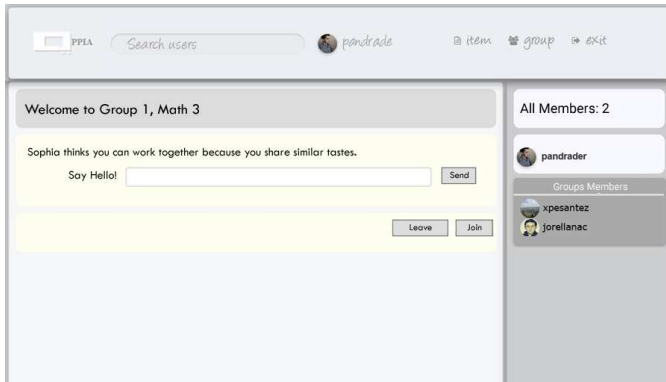 PPIA Search users pandrade item group exit
Welcome to Group 1, Math 3
Sophia thinks you can work together because you share similar tastes.
Say Hello! Send
Leave Join
All Members: 2
pandrader
Groups Members
xpesantez
jorellanac